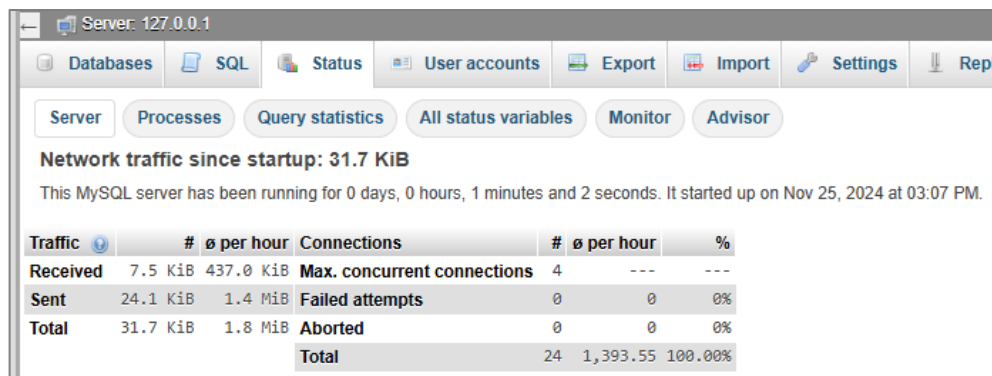 Server: 127.0.0.1
Databases SQL Status User accounts Export Import Settings Rep
Server Processes Query statistics All status variables Monitor Advisor
Network traffic since startup: 31.7 KiB
This MySQL server has been running for 0 days, 0 hours, 1 minutes and 2 seconds. It started up on Nov 25, 2024 at 03:07 PM.
Traffic # ø per hour Connections # ø per hour %
Received 7.5 KiB 437.0 KiB Max. concurrent connections 4 --- ---
Sent 24.1 KiB 1.4 MiB Failed attempts 0 0 0%
Total 31.7 KiB 1.8 MiB Aborted 0 0 0%
Total 24 1,393.55 100.00%